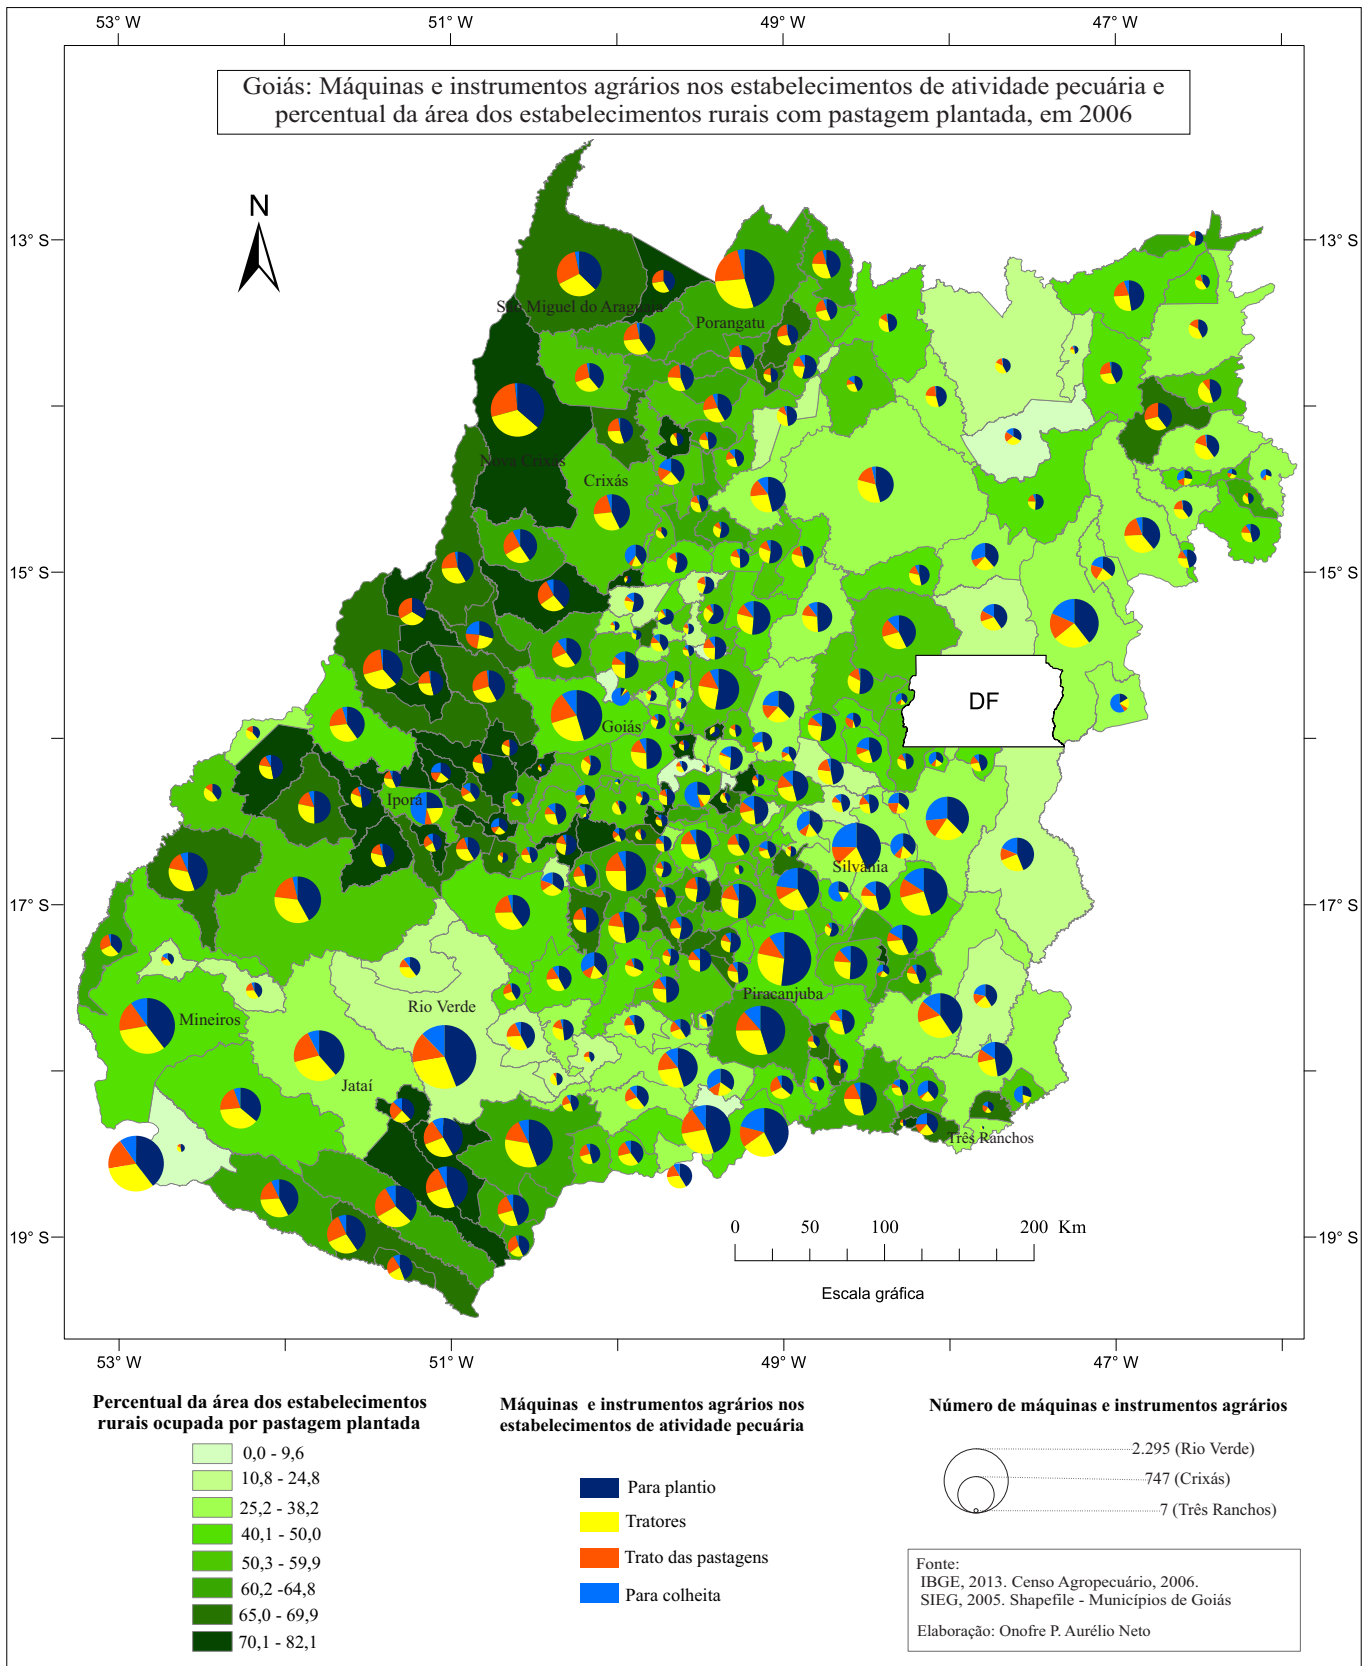 53° W
51° W
49° W
47° W
Goiás: Máquinas e instrumentos agrários nos estabelecimentos de atividade pecuária e
percentual da área dos estabelecimentos rurais com pastagem plantada, em 2006
N
13° S
13° S
São Miguel do Araguaia
Porangatu
Nova Crixás
Crixás
15° S
15° S
DF
Goiás
Iporá
Silvânia
17° S
17° S
Piracanjuba
Rio Verde
Mineiros
Jataí
Três Ranchos
19° S
19° S
0 50 100 200 Km
Escala gráfica
53° W
51° W
49° W
47° W
Percentual da área dos estabelecimentos
rurais ocupada por pastagem plantada
0,0 - 9,6
10,8 - 24,8
25,2 - 38,2
40,1 - 50,0
50,3 - 59,9
60,2 -64,8
65,0 - 69,9
70,1 - 82,1
Máquinas e instrumentos agrários nos
estabelecimentos de atividade pecuária
Para plantio
Tratores
Trato das pastagens
Para colheita
Número de máquinas e instrumentos agrários
2.295 (Rio Verde)
747 (Crixás)
7 (Três Ranchos)
Fonte:
IBGE, 2013. Censo Agropecuário, 2006.
SIEG, 2005. Shapefile - Municípios de Goiás
Elaboração: Onofre P. Aurélio Neto